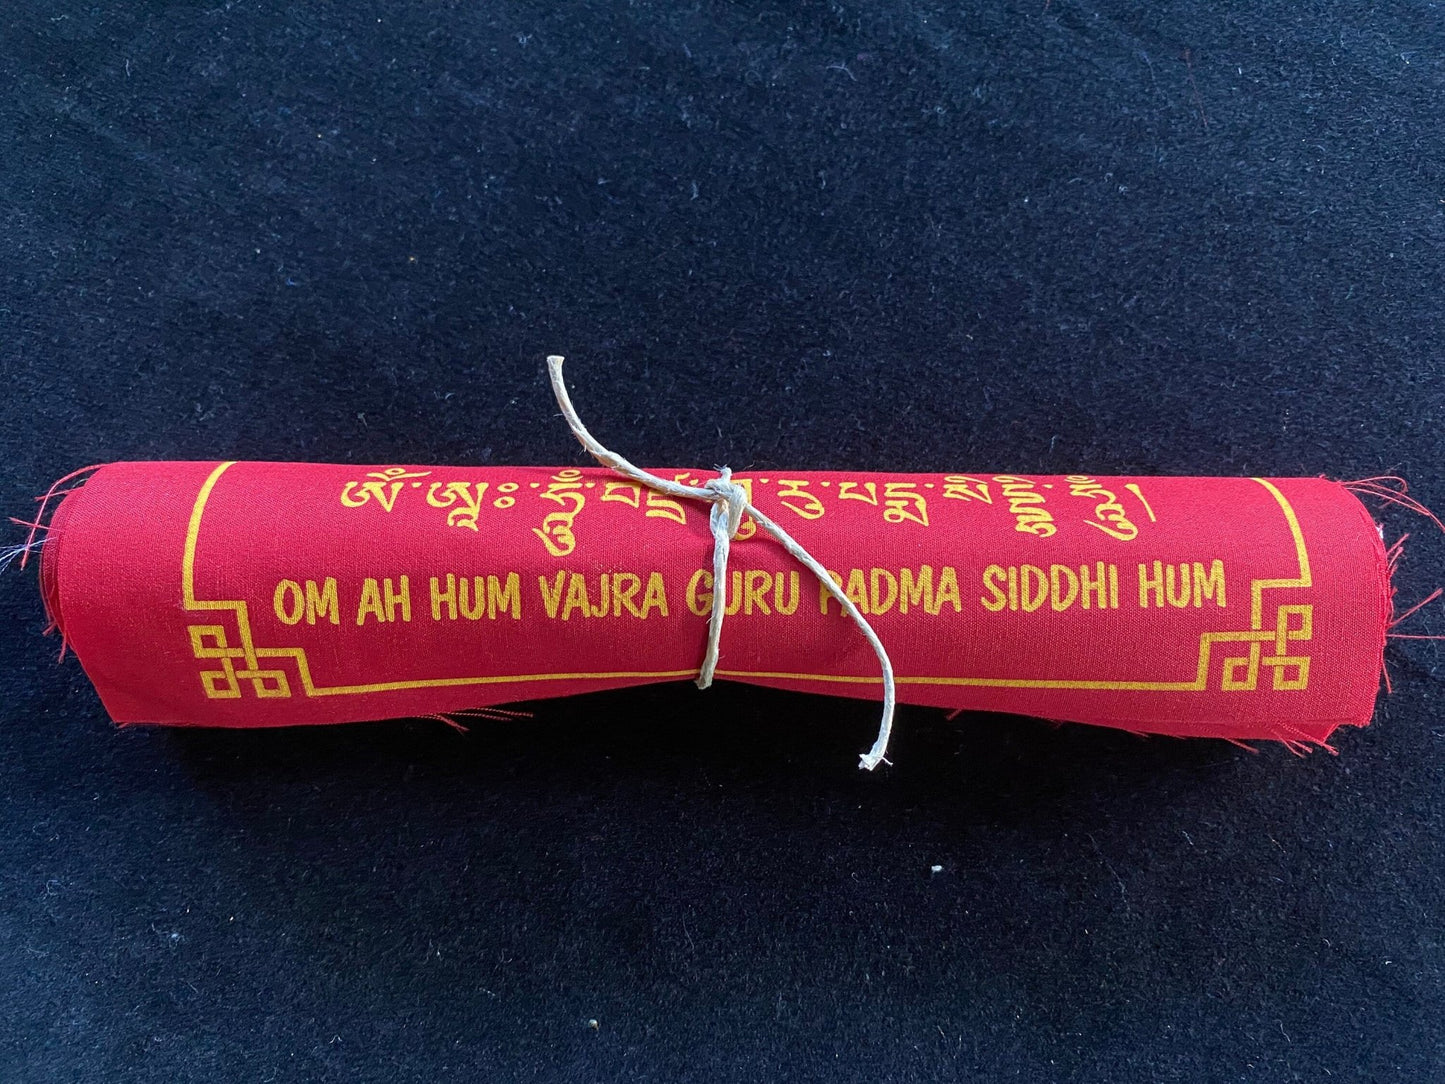 ཨོཾ་ཨཱཿ་ཧཱུྃ་བཛྲ་གུ་རུ་པདྨ་སིདྡྷི་ཧཱུྃ།
OM AH HUM VAJRA GURU PADMA SIDDHI HUM